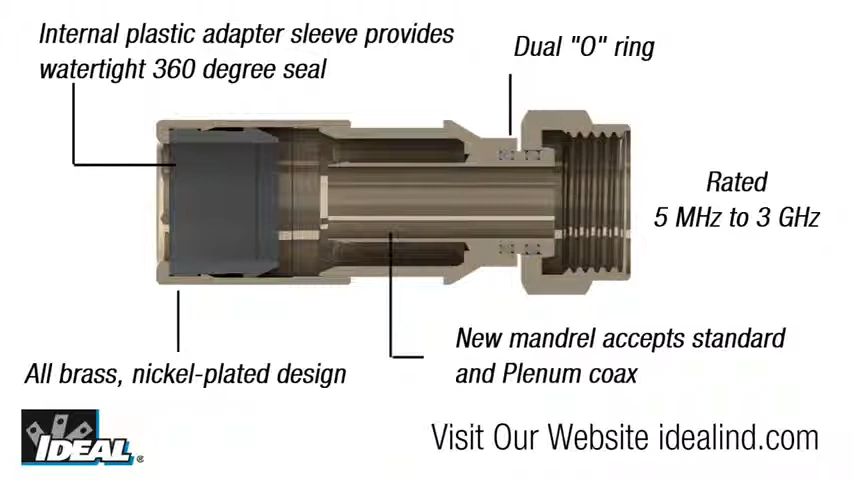 Internal plastic adapter sleeve provides
watertight 360 degree seal
Dual "O" ring
Rated
5 MHz to 3 GHz
New mandrel accepts standard
and Plenum coax
All brass, nickel-plated design
IDEAL®
Visit Our Website idealind.com